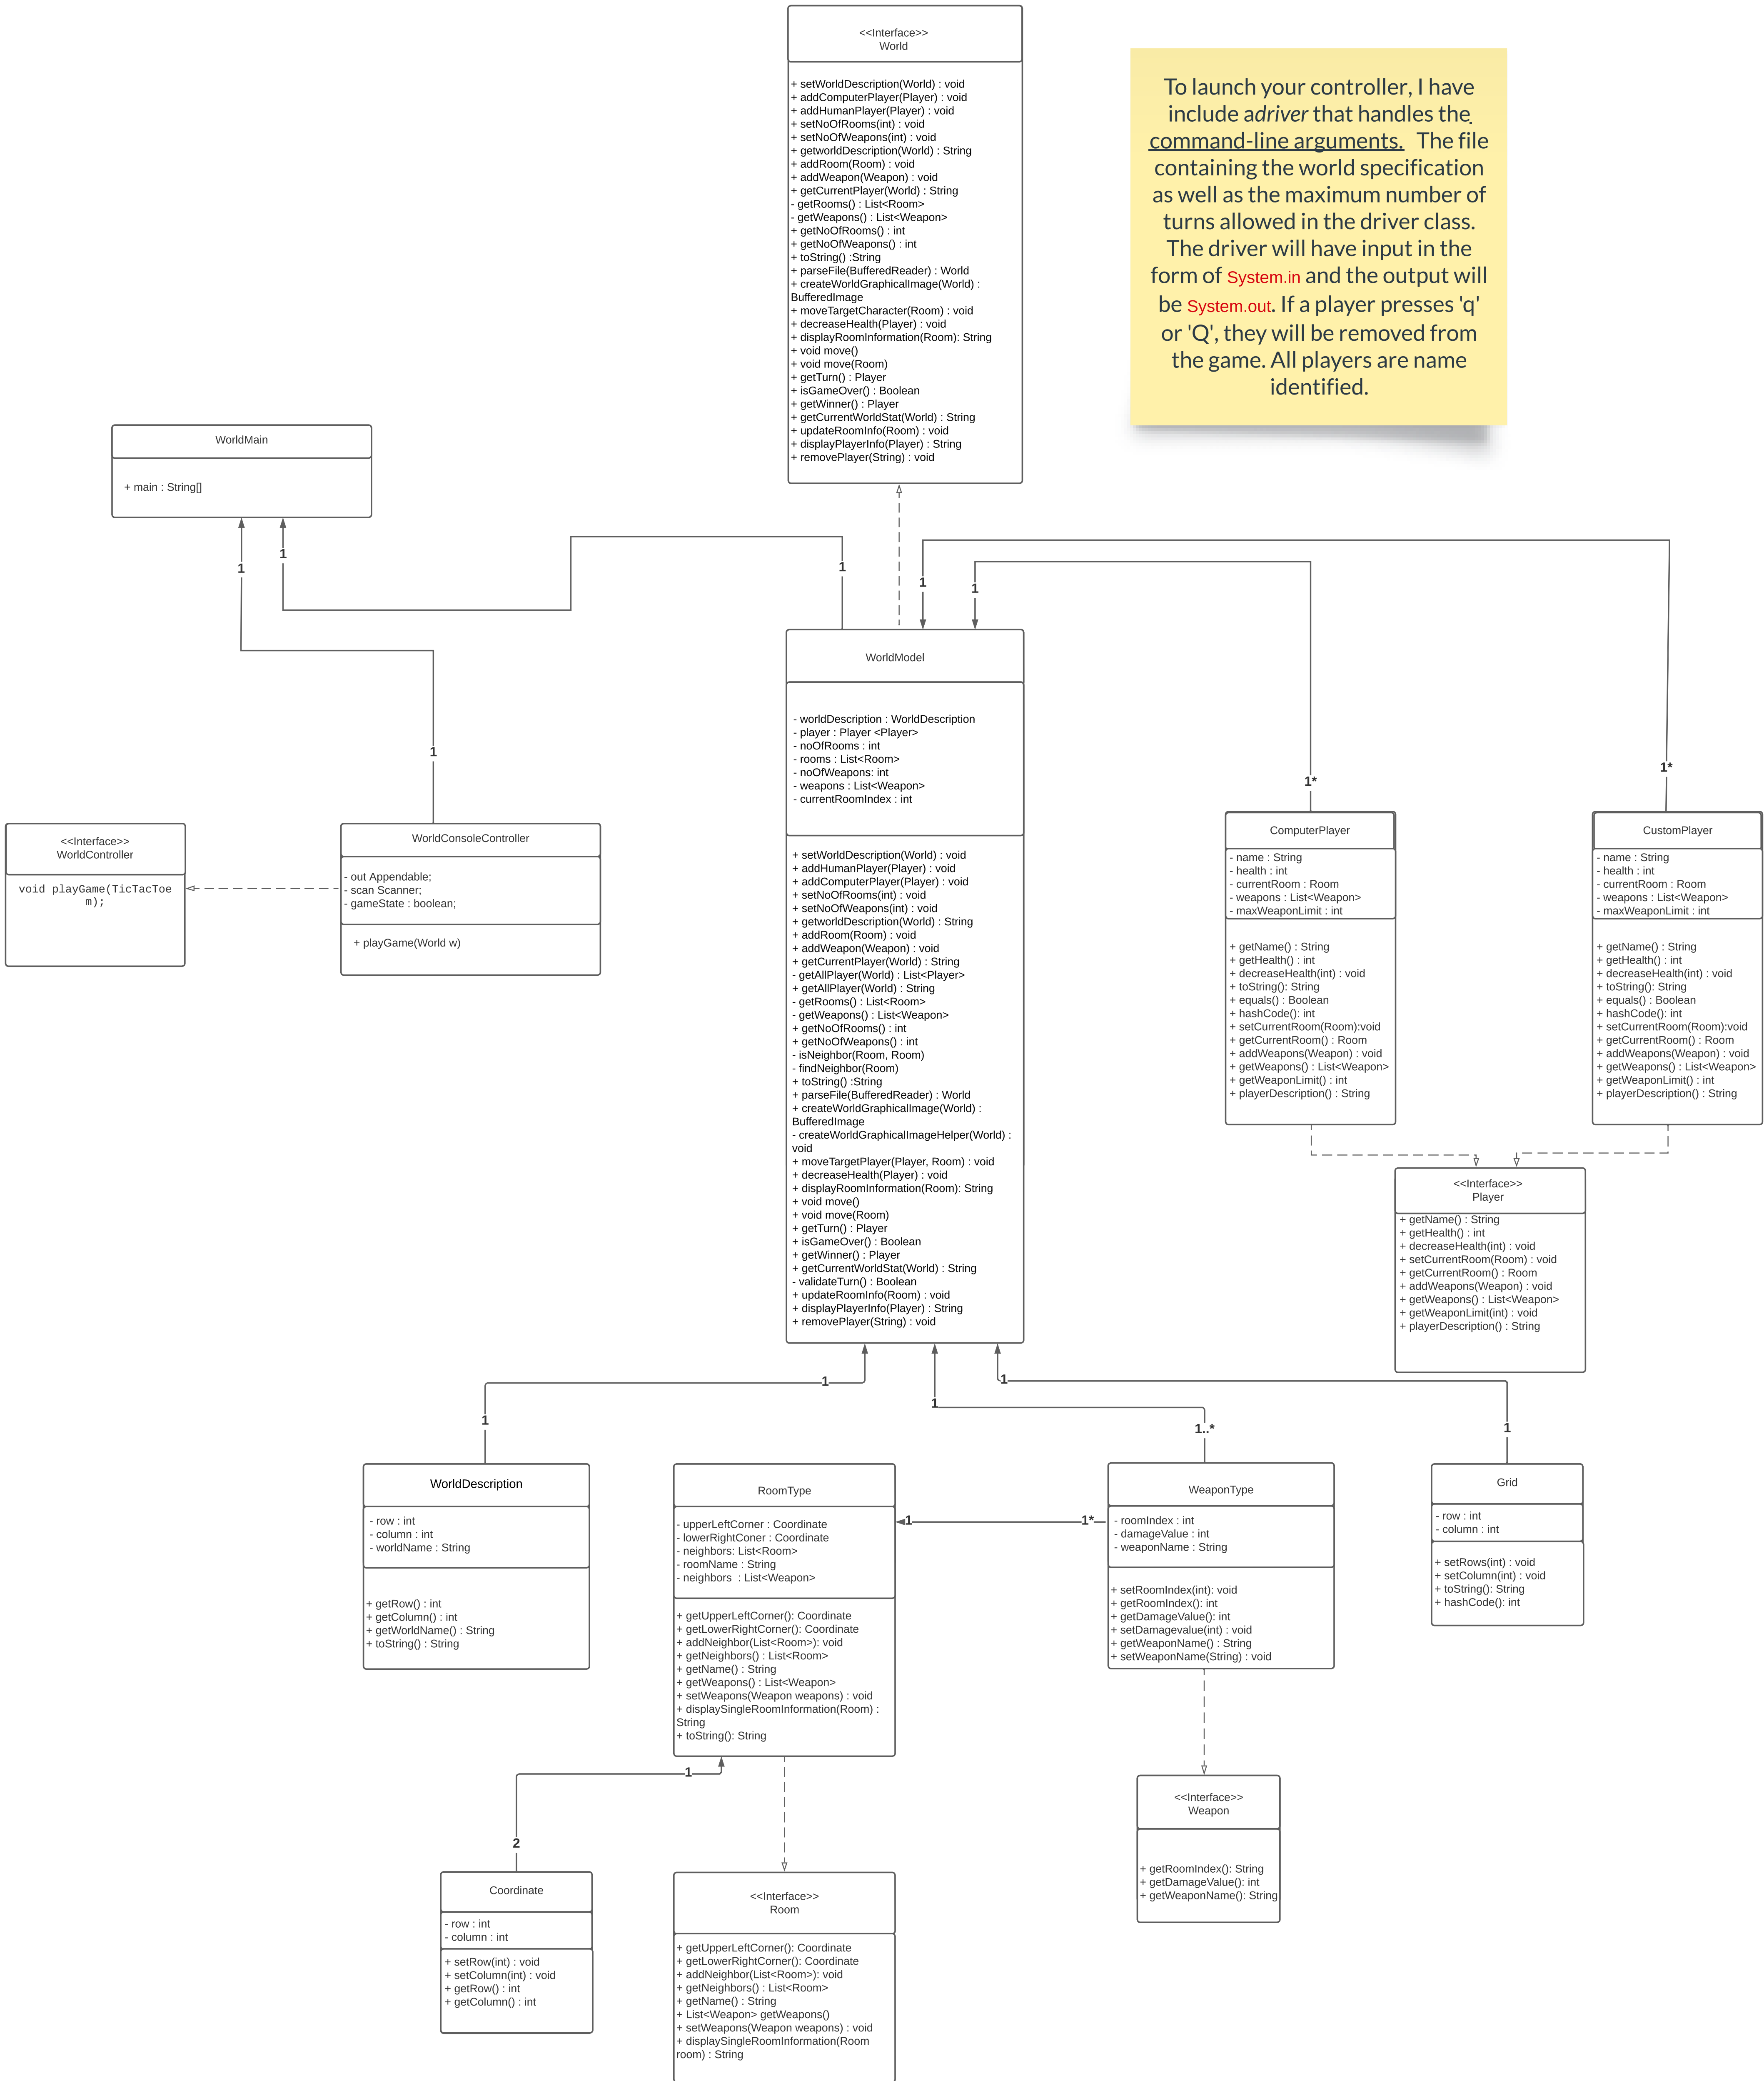 <<Interface>>
World
+ setWorldDescription(World) : void
+ addComputerPlayer(Player) : void
+ addHumanPlayer(Player) : void
+ setNoOfRooms(int) : void
+ setNoOfWeapons(int) : void
+ getworldDescription(World) : String
+ addRoom(Room) : void
+ addWeapon(Weapon) : void
+ getCurrentPlayer(World) : String
- getRooms() : List<Room>
- getWeapons() : List<Weapon>
+ getNoOfRooms() : int
+ getNoOfWeapons() : int
+ toString() :String
+ parseFile(BufferedReader) : World
+ createWorldGraphicalImage(World) :
BufferedImage
+ moveTargetCharacter(Room) : void
+ decreaseHealth(Player) : void
+ displayRoomInformation(Room): String
+ void move()
+ void move(Room)
+ getTurn() : Player
+ isGameOver() : Boolean
+ getWinner() : Player
+ getCurrentWorldStat(World) : String
+ updateRoomInfo(Room) : void
+ displayPlayerInfo(Player) : String
+ removePlayer(String) : void
To launch your controller, I have
include adriver that handles the
command-line arguments.  The file
containing the world specification
as well as the maximum number of
turns allowed in the driver class.
The driver will have input in the
form of System.in and the output will
be System.out. If a player presses 'q'
or 'Q', they will be removed from
the game. All players are name
identified.
WorldMain
+ main : String[]
1
1
1
1
1
1
1*
1*
WorldModel
- worldDescription : WorldDescription
- player : Player <Player>
- noOfRooms : int
- rooms : List<Room>
- noOfWeapons: int
- weapons : List<Weapon>
- currentRoomIndex : int
+ setWorldDescription(World) : void
+ addHumanPlayer(Player) : void
+ addComputerPlayer(Player) : void
+ setNoOfRooms(int) : void
+ setNoOfWeapons(int) : void
+ getworldDescription(World) : String
+ addRoom(Room) : void
+ addWeapon(Weapon) : void
+ getCurrentPlayer(World) : String
- getAllPlayer(World) : List<Player>
+ getAllPlayer(World) : String
- getRooms() : List<Room>
- getWeapons() : List<Weapon>
+ getNoOfRooms() : int
+ getNoOfWeapons() : int
- isNeighbor(Room, Room)
- findNeighbor(Room)
+ toString() :String
+ parseFile(BufferedReader) : World
+ createWorldGraphicalImage(World) :
BufferedImage
- createWorldGraphicalImageHelper(World) :
void
+ moveTargetPlayer(Player, Room) : void
+ decreaseHealth(Player) : void
+ displayRoomInformation(Room): String
+ void move()
+ void move(Room)
+ getTurn() : Player
+ isGameOver() : Boolean
+ getWinner() : Player
+ getCurrentWorldStat(World) : String
- validateTurn() : Boolean
+ updateRoomInfo(Room) : void
+ displayPlayerInfo(Player) : String
+ removePlayer(String) : void
<<Interface>>
WorldController
void playGame(TicTacToe
m);
WorldConsoleController
- out Appendable;
- scan Scanner;
- gameState : boolean;
+ playGame(World w)
ComputerPlayer
- name : String
- health : int
- currentRoom : Room
- weapons : List<Weapon>
- maxWeaponLimit : int
+ getName() : String
+ getHealth() : int
+ decreaseHealth(int) : void
+ toString(): String
+ equals() : Boolean
+ hashCode(): int
+ setCurrentRoom(Room):void
+ getCurrentRoom() : Room
+ addWeapons(Weapon) : void
+ getWeapons() : List<Weapon>
+ getWeaponLimit() : int
+ playerDescription() : String
CustomPlayer
- name : String
- health : int
- currentRoom : Room
- weapons : List<Weapon>
- maxWeaponLimit : int
+ getName() : String
+ getHealth() : int
+ decreaseHealth(int) : void
+ toString(): String
+ equals() : Boolean
+ hashCode(): int
+ setCurrentRoom(Room):void
+ getCurrentRoom() : Room
+ addWeapons(Weapon) : void
+ getWeapons() : List<Weapon>
+ getWeaponLimit() : int
+ playerDescription() : String
<<Interface>>
Player
+ getName() : String
+ getHealth() : int
+ decreaseHealth(int) : void
+ setCurrentRoom(Room) : void
+ getCurrentRoom() : Room
+ addWeapons(Weapon) : void
+ getWeapons() : List<Weapon>
+ getWeaponLimit(int) : void
+ playerDescription() : String
1
1
1
1
1..*
1
WorldDescription
- row : int
- column : int
- worldName : String
+ getRow() : int
+ getColumn() : int
+ getWorldName() : String
+ toString() : String
RoomType
- upperLeftCorner : Coordinate
- lowerRightConer : Coordinate
- neighbors: List<Room>
- roomName : String
- neighbors  : List<Weapon>
+ getUpperLeftCorner(): Coordinate
+ getLowerRightCorner(): Coordinate
+ addNeighbor(List<Room>): void
+ getNeighbors() : List<Room>
+ getName() : String
+ getWeapons() : List<Weapon>
+ setWeapons(Weapon weapons) : void
+ displaySingleRoomInformation(Room) :
String
+ toString(): String
1
1*
WeaponType
- roomIndex : int
- damageValue : int
- weaponName : String
+ setRoomIndex(int): void
+ getRoomIndex(): int
+ getDamageValue(): int
+ setDamagevalue(int) : void
+ getWeaponName() : String
+ setWeaponName(String) : void
Grid
- row : int
- column : int
+ setRows(int) : void
+ setColumn(int) : void
+ toString(): String
+ hashCode(): int
1
2
Coordinate
- row : int
- column : int
+ setRow(int) : void
+ setColumn(int) : void
+ getRow() : int
+ getColumn() : int
<<Interface>>
Room
+ getUpperLeftCorner(): Coordinate
+ getLowerRightCorner(): Coordinate
+ addNeighbor(List<Room>): void
+ getNeighbors() : List<Room>
+ getName() : String
+ List<Weapon> getWeapons()
+ setWeapons(Weapon weapons) : void
+ displaySingleRoomInformation(Room
room) : String
<<Interface>>
Weapon
+ getRoomIndex(): String
+ getDamageValue(): int
+ getWeaponName(): String